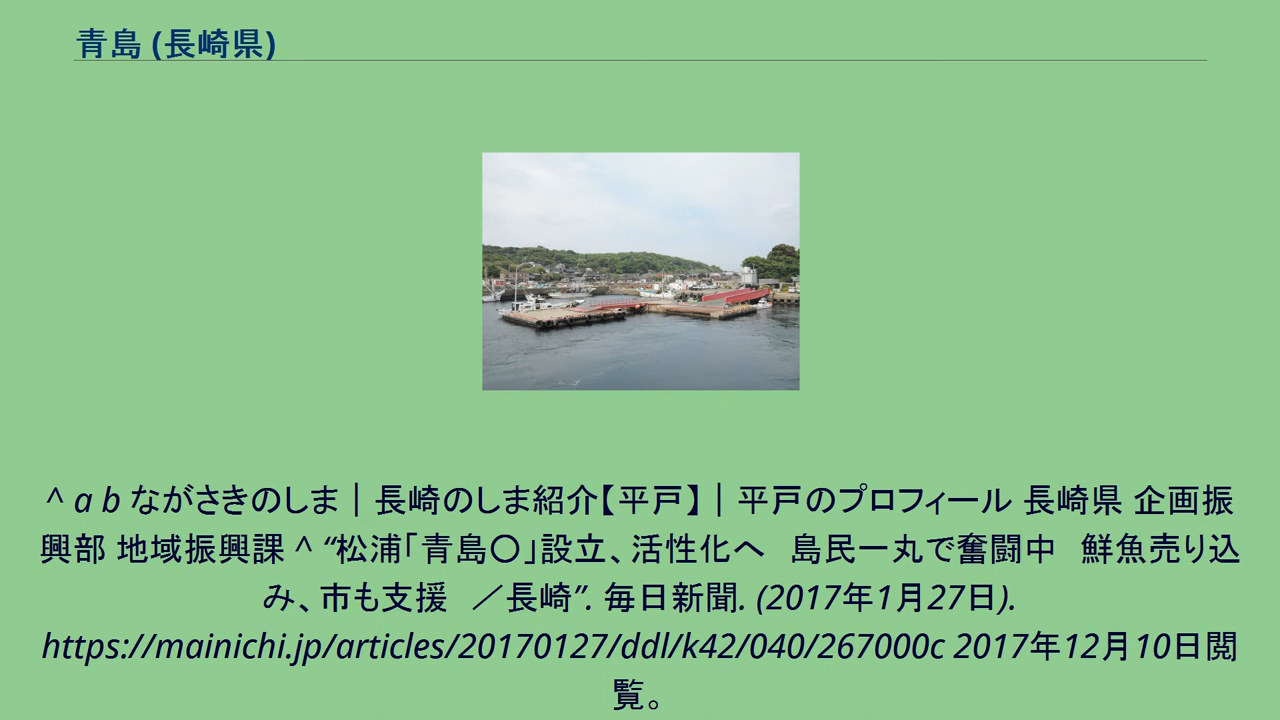 青島 (長崎県)
^ a b ながさきのしま｜長崎のしま紹介【平戸】｜平戸のプロフィール 長崎県 企画振
興部 地域振興課 ^ “松浦｢青島〇｣設立、活性化へ　島民一丸で奮闘中　鮮魚売り込
み、市も支援　／長崎”. 毎日新聞. (2017年1月27日).
https://mainichi.jp/articles/20170127/ddl/k42/040/267000c 2017年12月10日閲
覧。